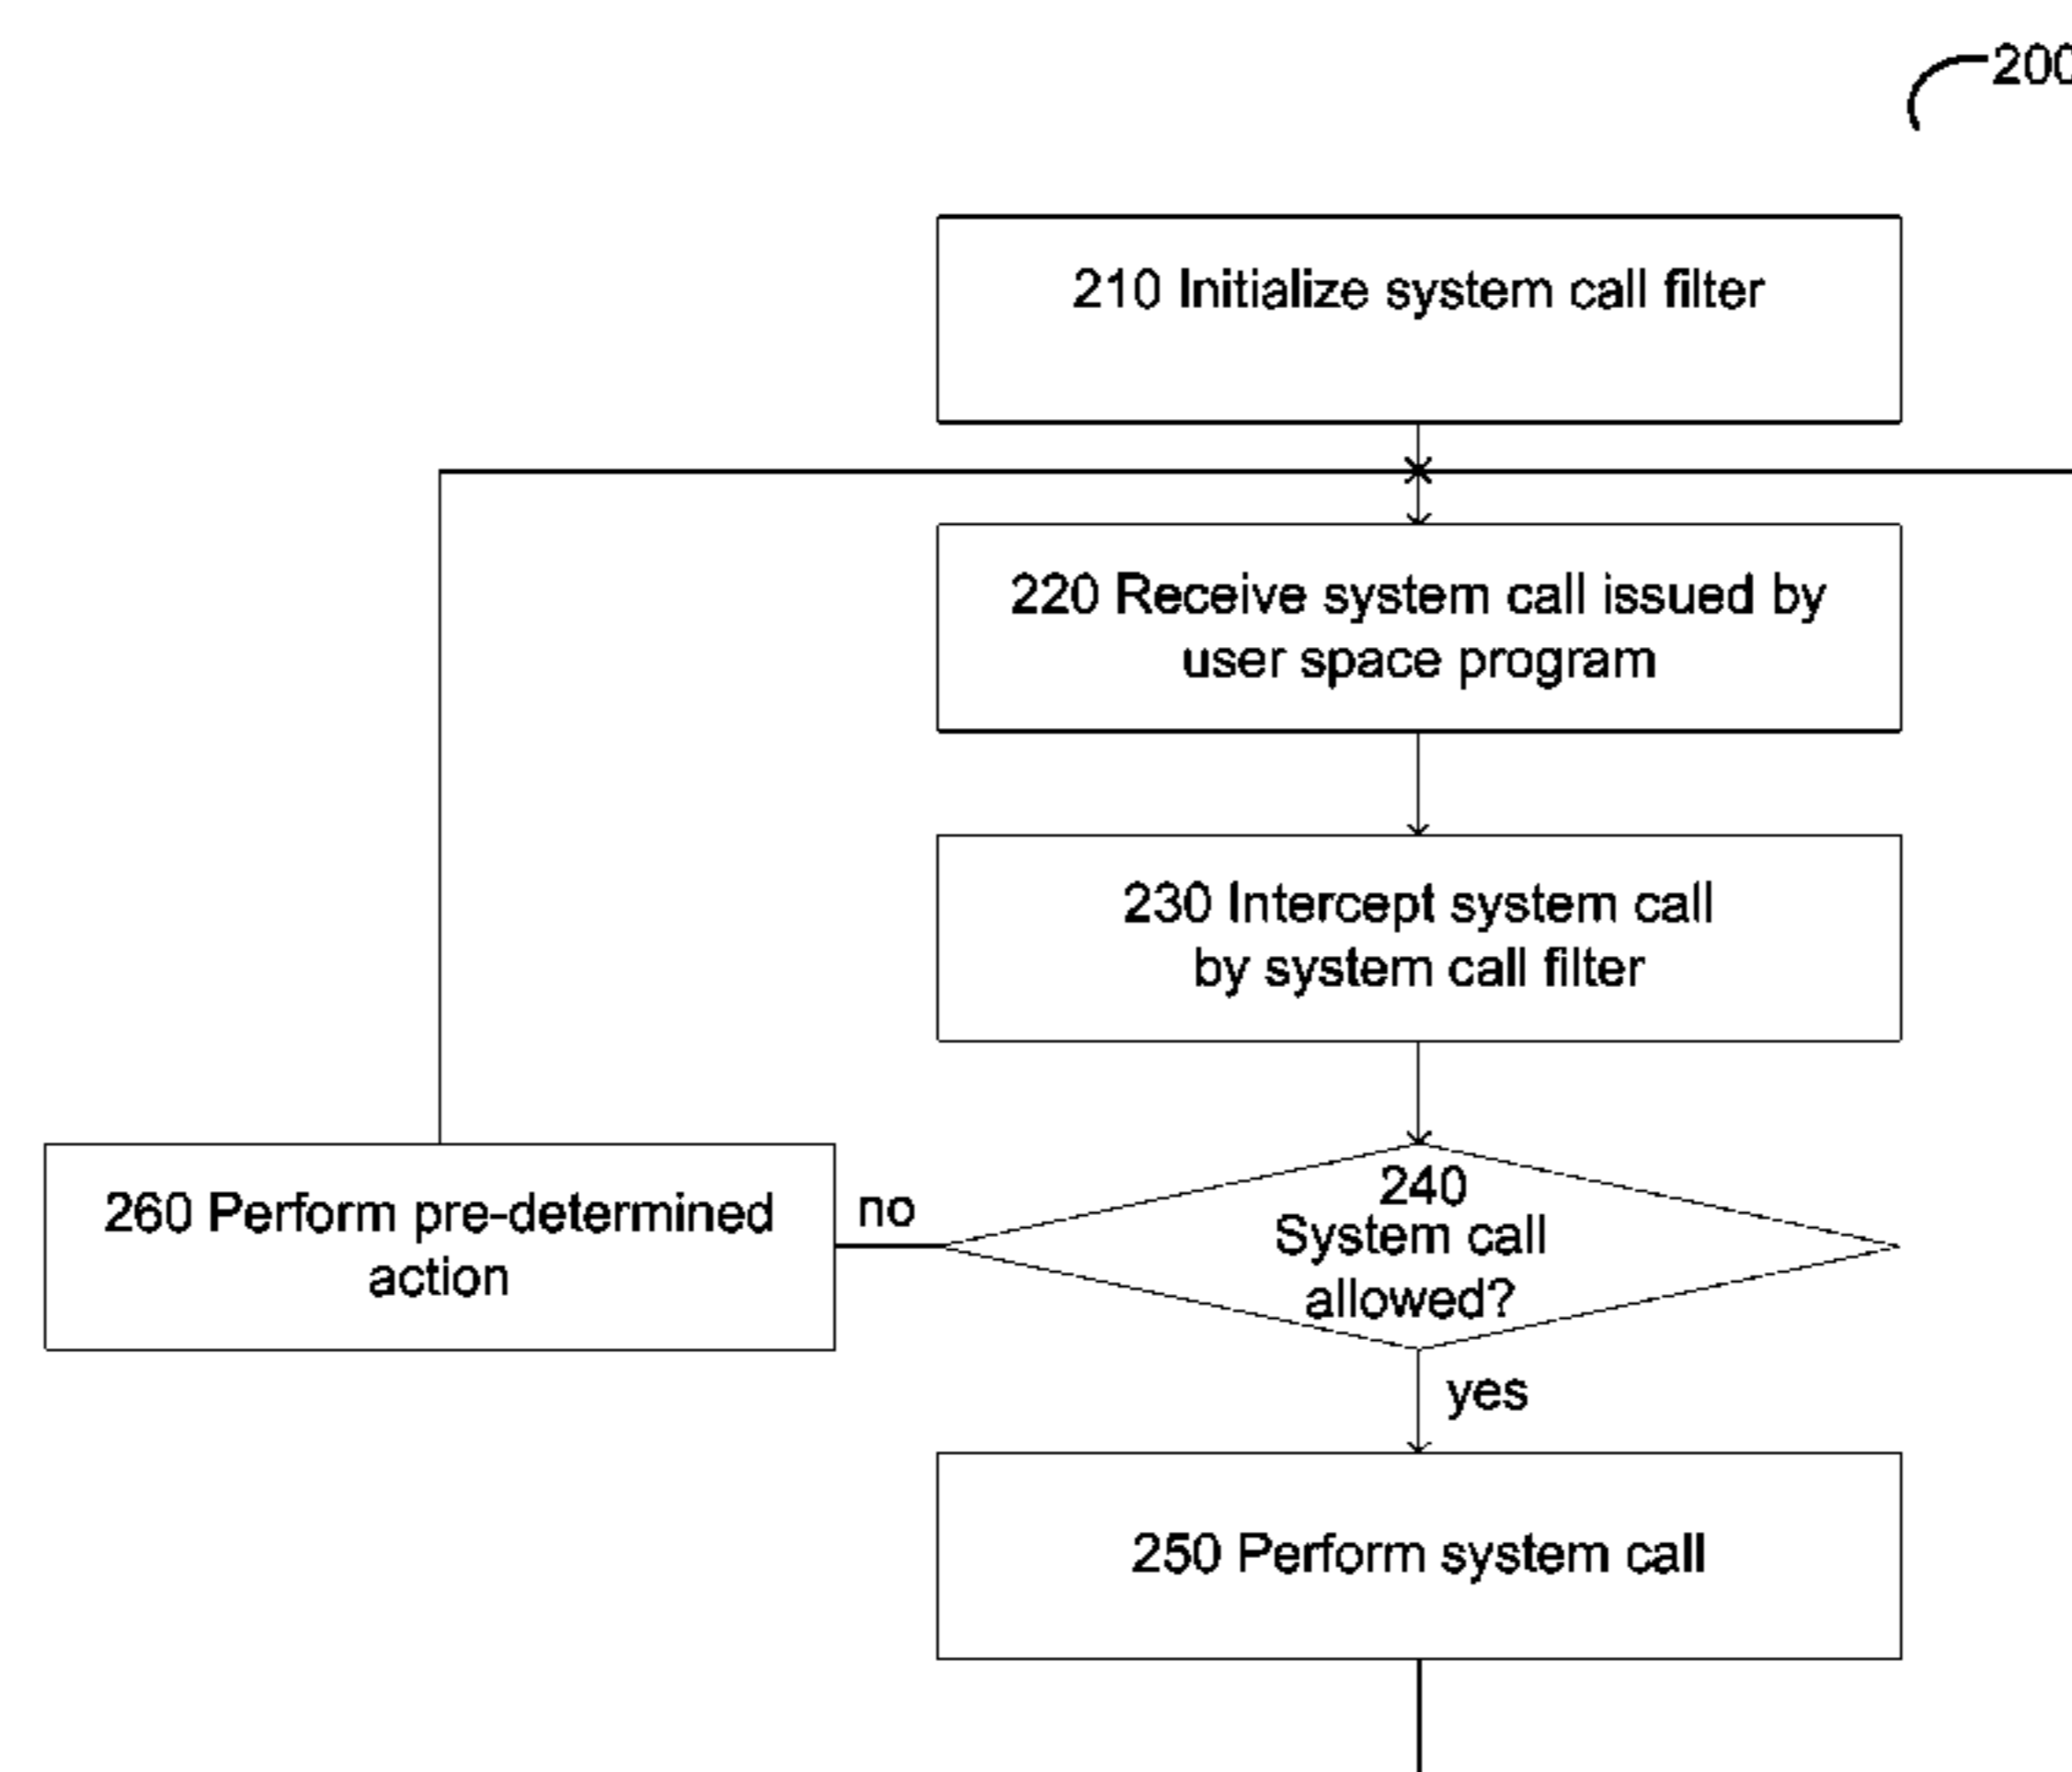 200
210 Initialize system call filter
220 Receive system call issued by
user space program
230 Intercept system call
by system call filter
240
System call
allowed?
no
260 Perform pre-determined
action
yes
250 Perform system call